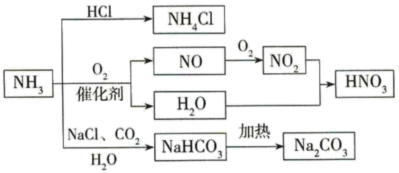 HCl
NH₄Cl
NH₃
O₂
催化剂
NO
O₂
NO₂
H₂O
HNO₃
NaCl、CO₂
H₂O
NaHCO₃
加热
Na₂CO₃